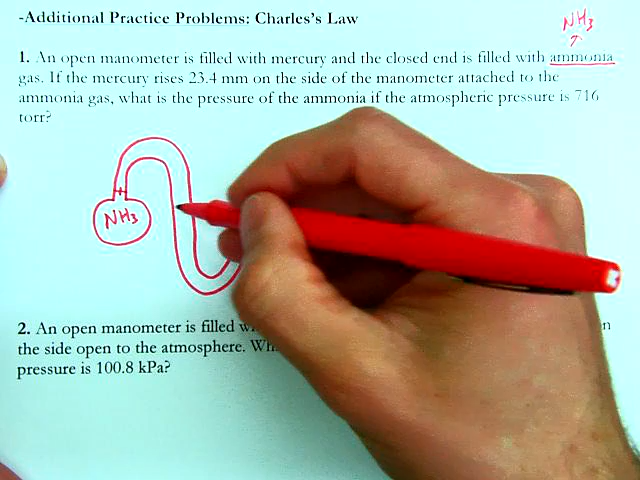 -Additional Practice Problems: Charles's Law
NH3
1. An open manometer is filled with mercury and the closed end is filled with ammonia
gas. If the mercury rises 23.4 mm on the side of the manometer attached to the
ammonia gas, what is the pressure of the ammonia if the atmospheric pressure is 716
torr?
NH3
2. An open manometer is filled
the side open to the atmosphere.
pressure is 100.8 kPa?